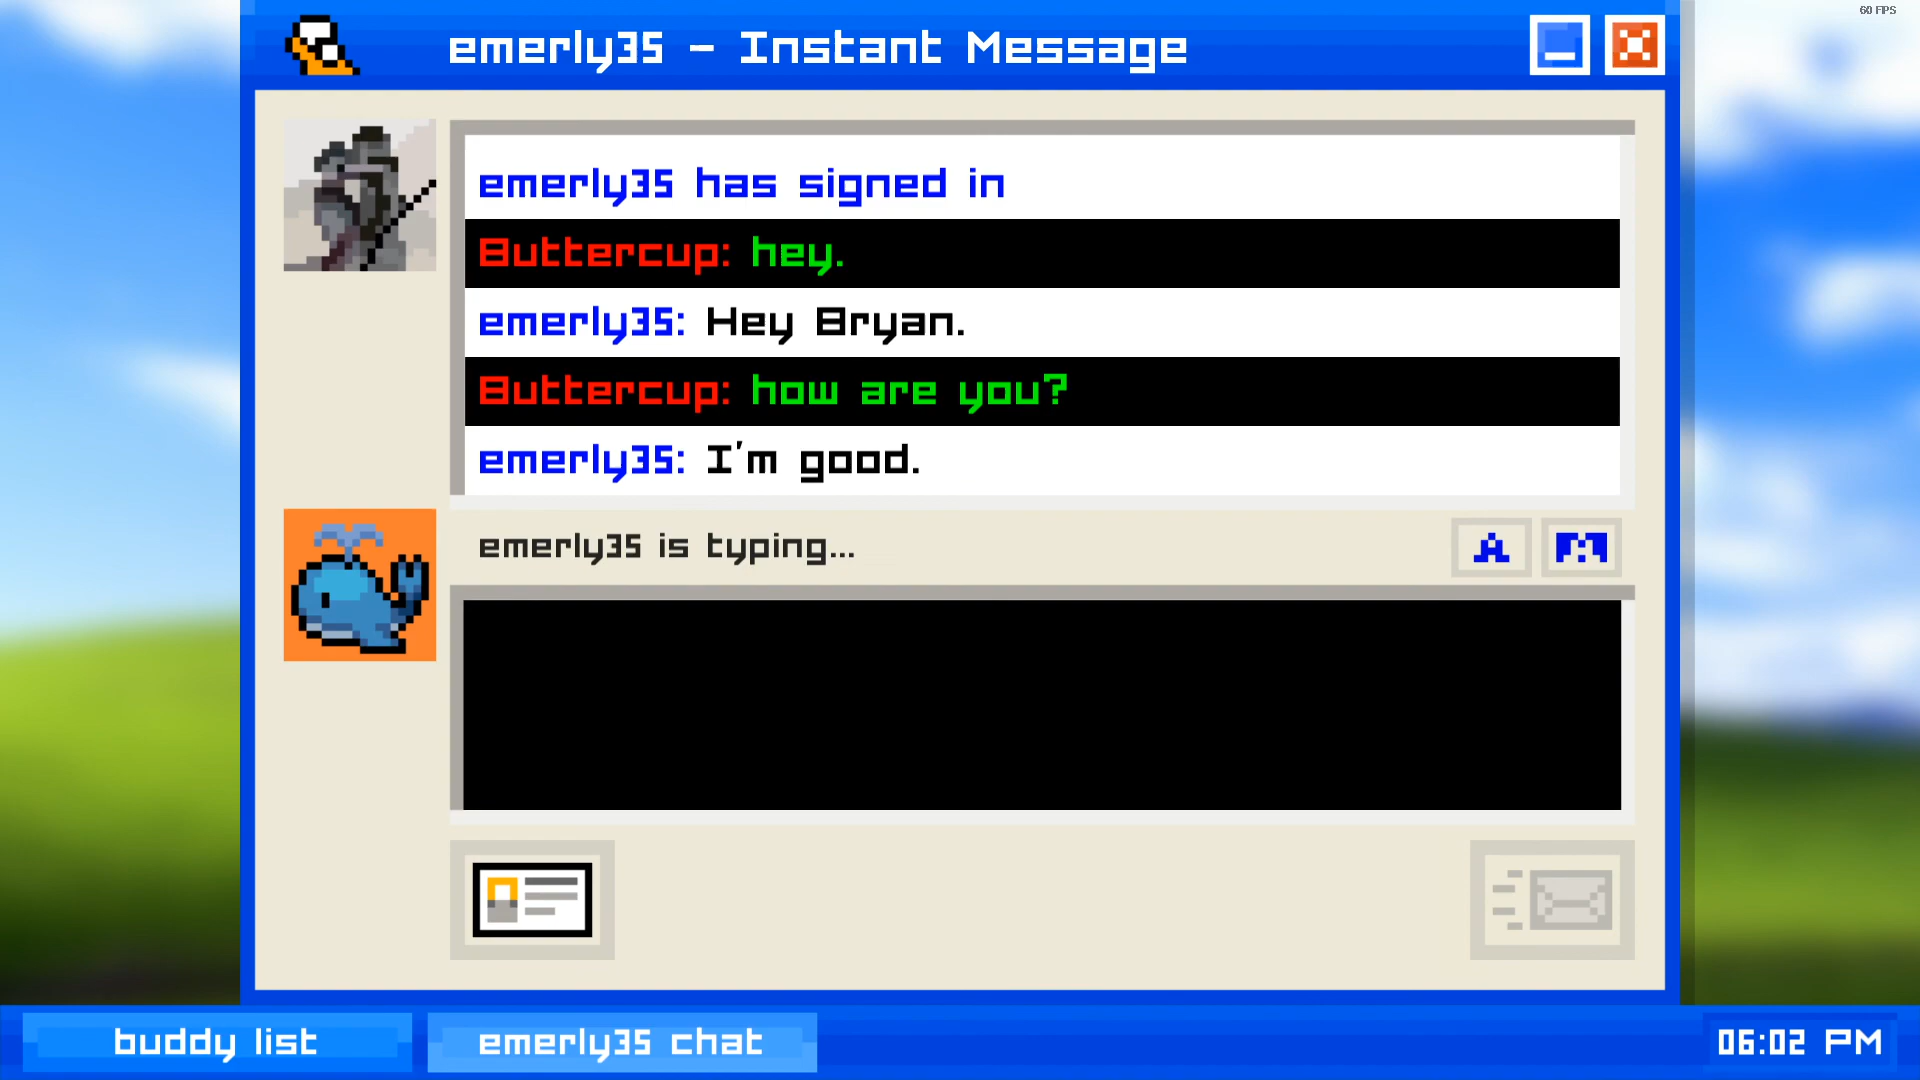 60 FPS
emerly35 - Instant Message
emerly35 has signed in
Buttercup: hey.
emerly35: Hey Bryan.
Buttercup: how are you?
emerly35: I'm good.
emerly35 is typing...
A
buddy list
emerly35 chat
06:02 PM